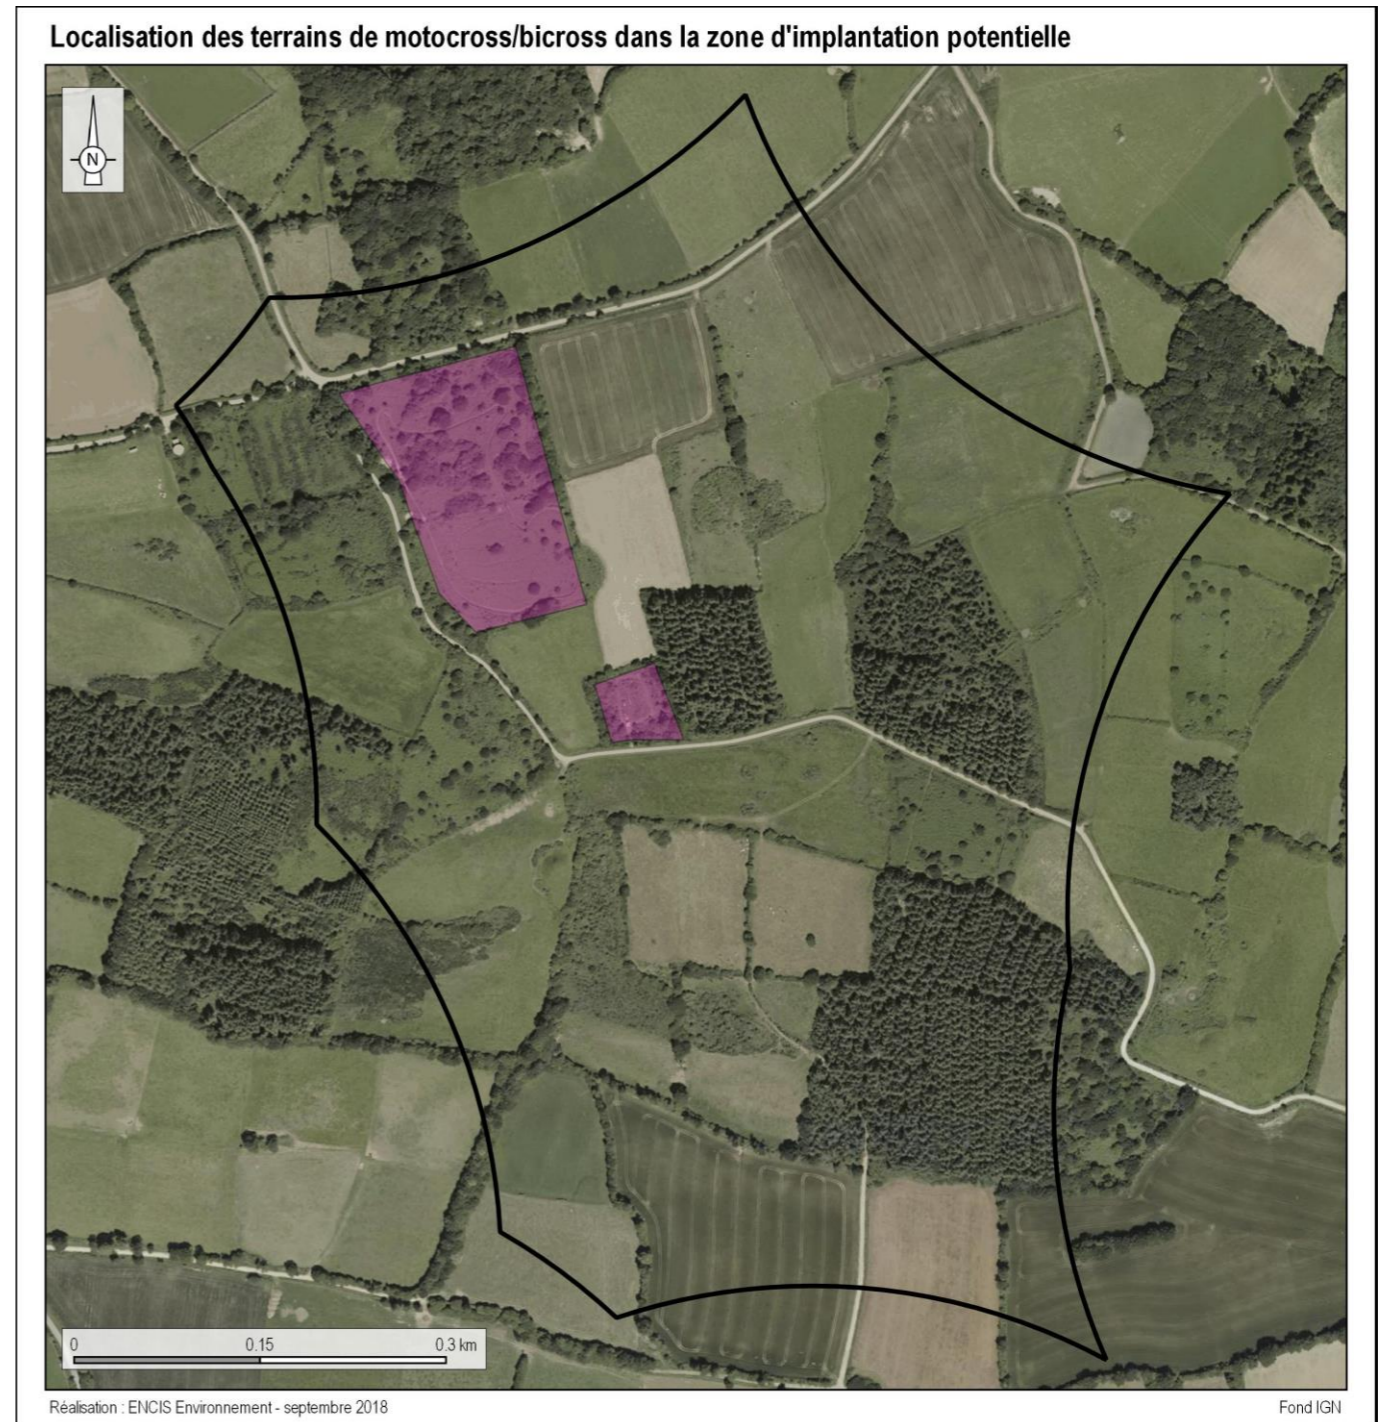 Localisation des terrains de motocross/bicross dans la zone d'implantation potentielle
N
0 0.15 0.3 km
Réalisation : ENCIS Environnement - septembre 2018 Fond IGN